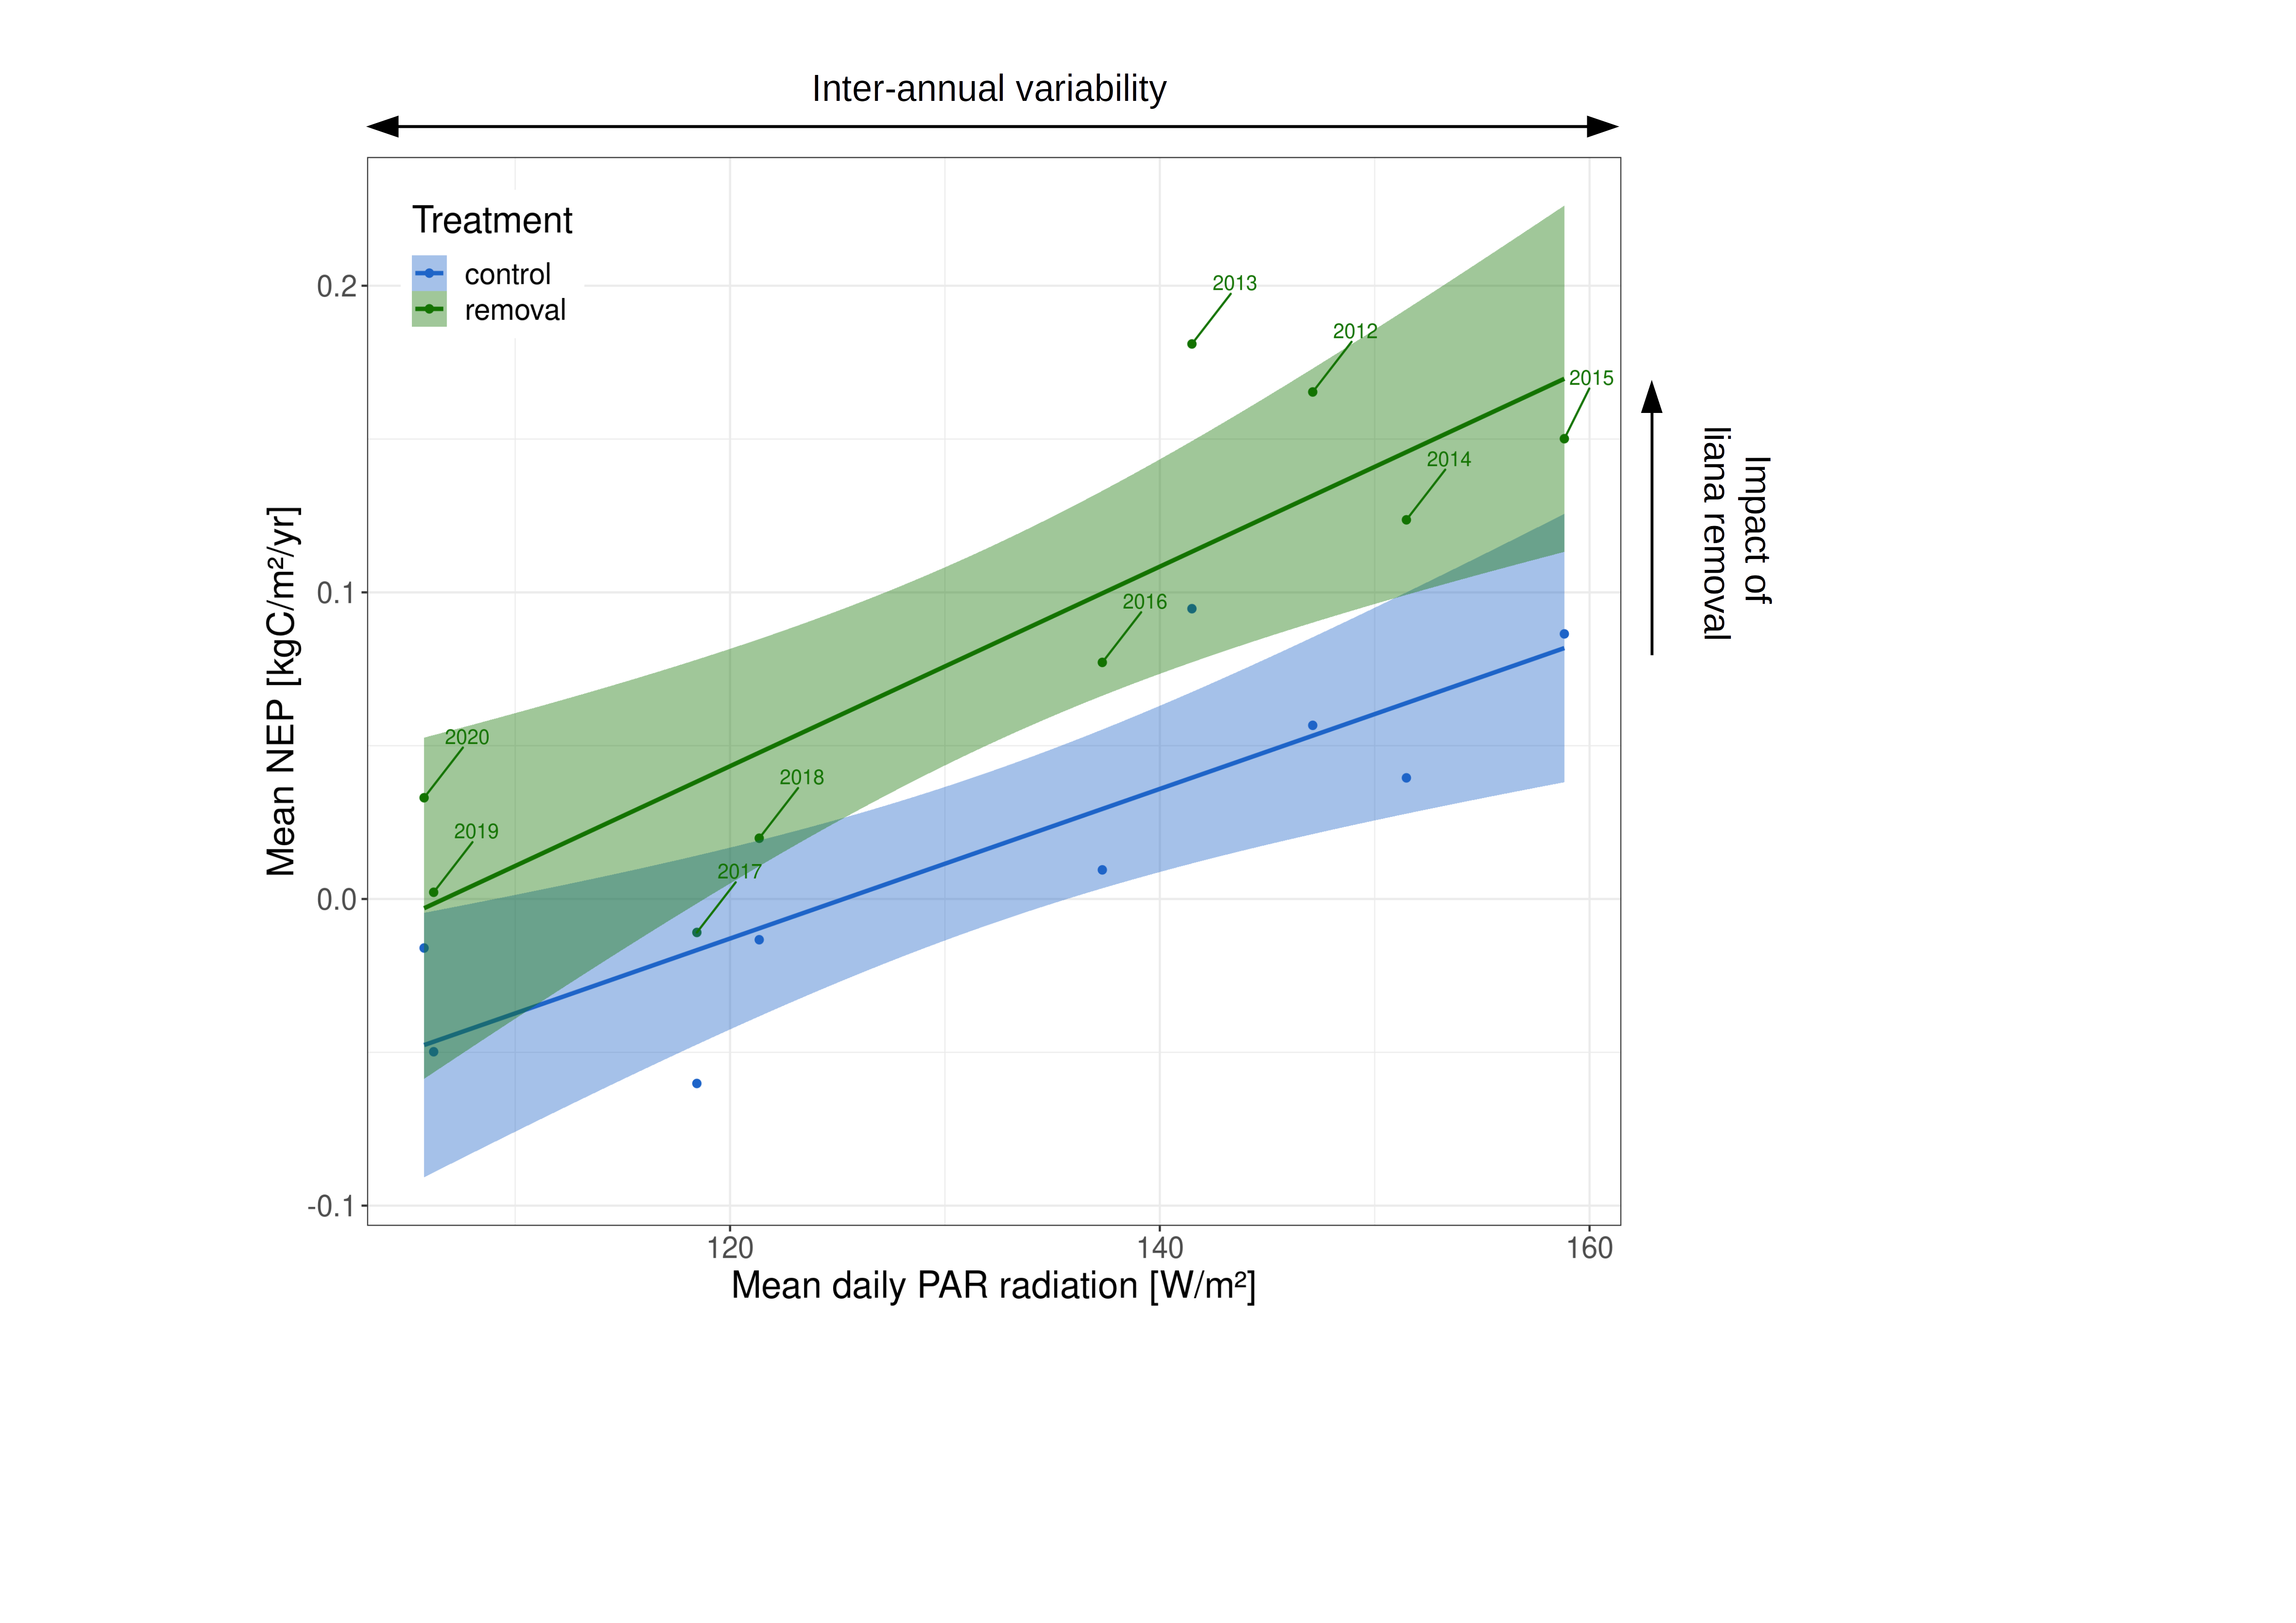 Inter-annual variability
Treatment
control
removal
2013
2012
2015
2014
2016
2020
2018
2019
2017
0.2
0.1
0.0
-0.1
Mean NEP [kgC/m²/yr]
120
140
160
Mean daily PAR radiation [W/m²]
Impact of
liana removal